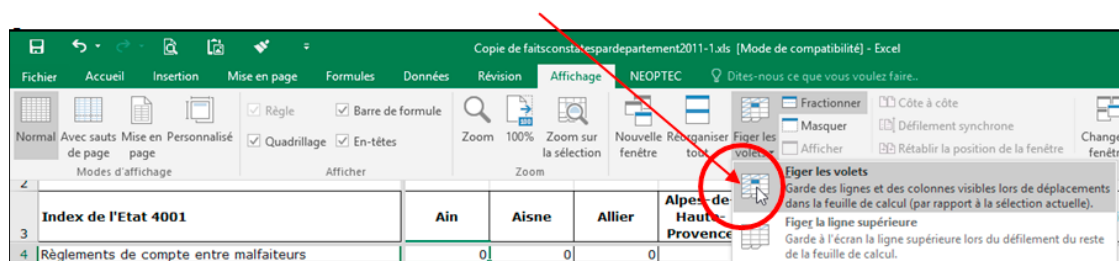 Copie de faitsconstatespardepartement2011-1.xls [Mode de compatibilité] - Excel
Fichier Accueil Insertion Mise en page Formules Données Révision Affichage NEOPTEC Dites-nous ce que vous voulez faire..
Règle Barre de formule Fractionner Côte à côte
Normal Avec sauts Mise en Personnalisé Quadrillage En-têtes Zoom 100% Zoom sur Nouvelle Réorganiser Figer les Masquer Défilement synchrone
de page page la sélection fenêtre tout volets Afficher Rétablir la position de la fenêtre
Modes d'affichage Afficher Zoom
Figer les volets
Garde des lignes et des colonnes visibles lors de déplacements
dans la feuille de calcul (par rapport à la sélection actuelle).
Figer la ligne supérieure
Garde à l'écran la ligne supérieure lors du défilement du reste
de la feuille de calcul.
2
Alpes-de-
3 Index de l'Etat 4001 Ain Aisne Allier Haute-
Provence
4 Règlements de compte entre malfaiteurs 0 0 0